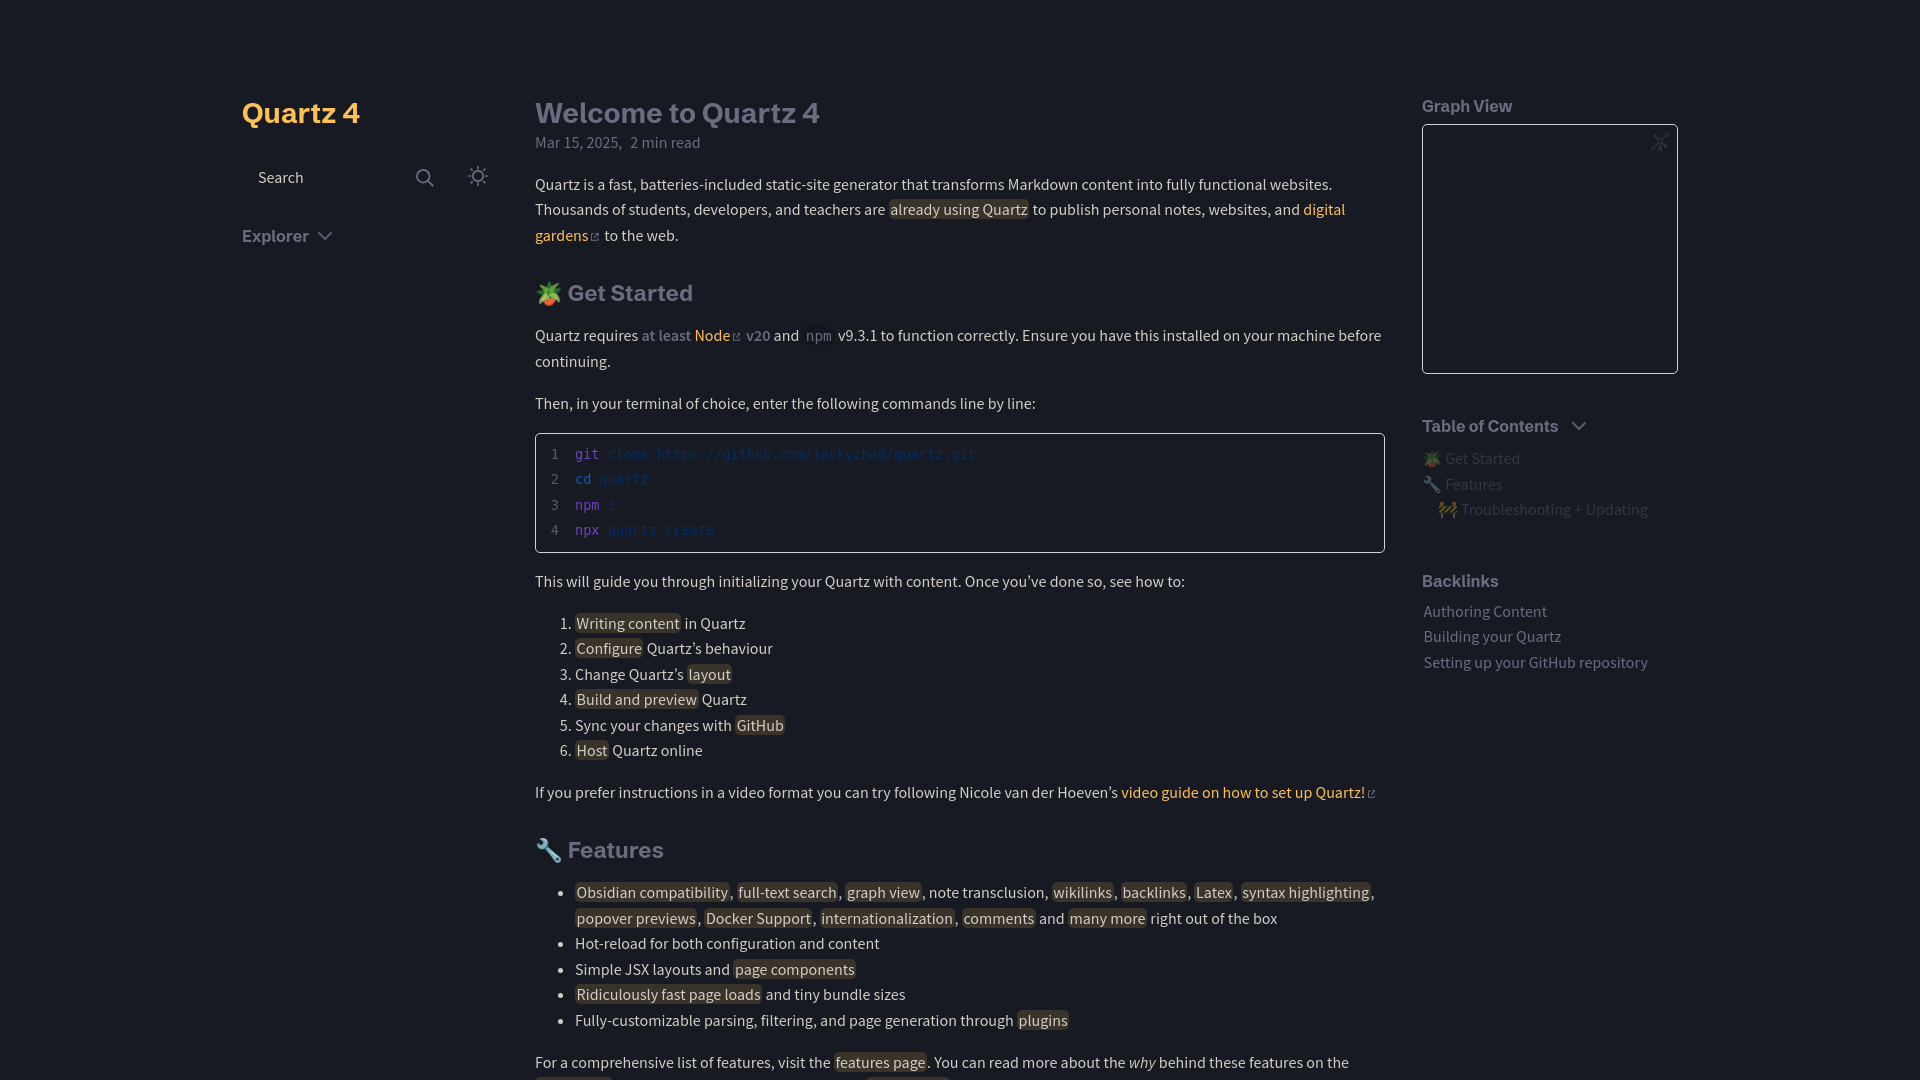 Quartz 4
Search
Explorer
Welcome to Quartz 4
Mar 15, 2025, 2 min read
Quartz is a fast, batteries-included static-site generator that transforms Markdown content into fully functional websites.
Thousands of students, developers, and teachers are already using Quartz to publish personal notes, websites, and digital
gardens to the web.
🪴 Get Started
Quartz requires at least Node v20 and npm v9.3.1 to function correctly. Ensure you have this installed on your machine before
continuing.
Then, in your terminal of choice, enter the following commands line by line:
1 git clone https://github.com/jackyzha0/quartz.git
2 cd quartz
3 npm i
4 npx quartz create
This will guide you through initializing your Quartz with content. Once you’ve done so, see how to:
1. Writing content in Quartz
2. Configure Quartz’s behaviour
3. Change Quartz’s layout
4. Build and preview Quartz
5. Sync your changes with GitHub
6. Host Quartz online
If you prefer instructions in a video format you can try following Nicole van der Hoeven’s video guide on how to set up Quartz!
🔧 Features
• Obsidian compatibility, full-text search, graph view, note transclusion, wikilinks, backlinks, Latex, syntax highlighting,
popover previews, Docker Support, internationalization, comments and many more right out of the box
• Hot-reload for both configuration and content
• Simple JSX layouts and page components
• Ridiculously fast page loads and tiny bundle sizes
• Fully-customizable parsing, filtering, and page generation through plugins
For a comprehensive list of features, visit the features page. You can read more about the why behind these features on the
Graph View
Table of Contents
🪴 Get Started
🔧 Features
🚧 Troubleshooting + Updating
Backlinks
Authoring Content
Building your Quartz
Setting up your GitHub repository